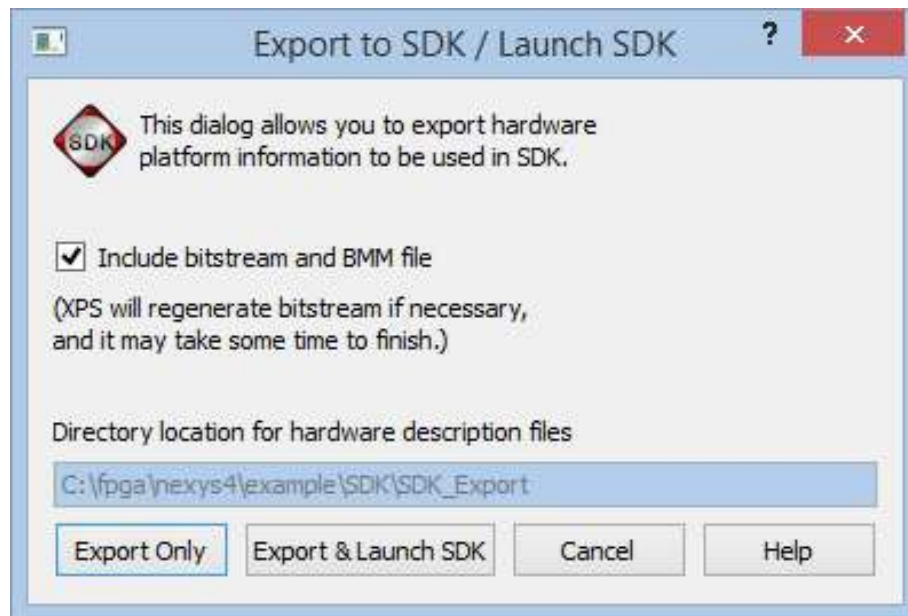 Export to SDK / Launch SDK
?
SDK
This dialog allows you to export hardware
platform information to be used in SDK.
Include bitstream and BMM file
(XPS will regenerate bitstream if necessary,
and it may take some time to finish.)
Directory location for hardware description files
C:\fpga\nexys4\example\SDK\SDK_Export
Export Only
Export & Launch SDK
Cancel
Help